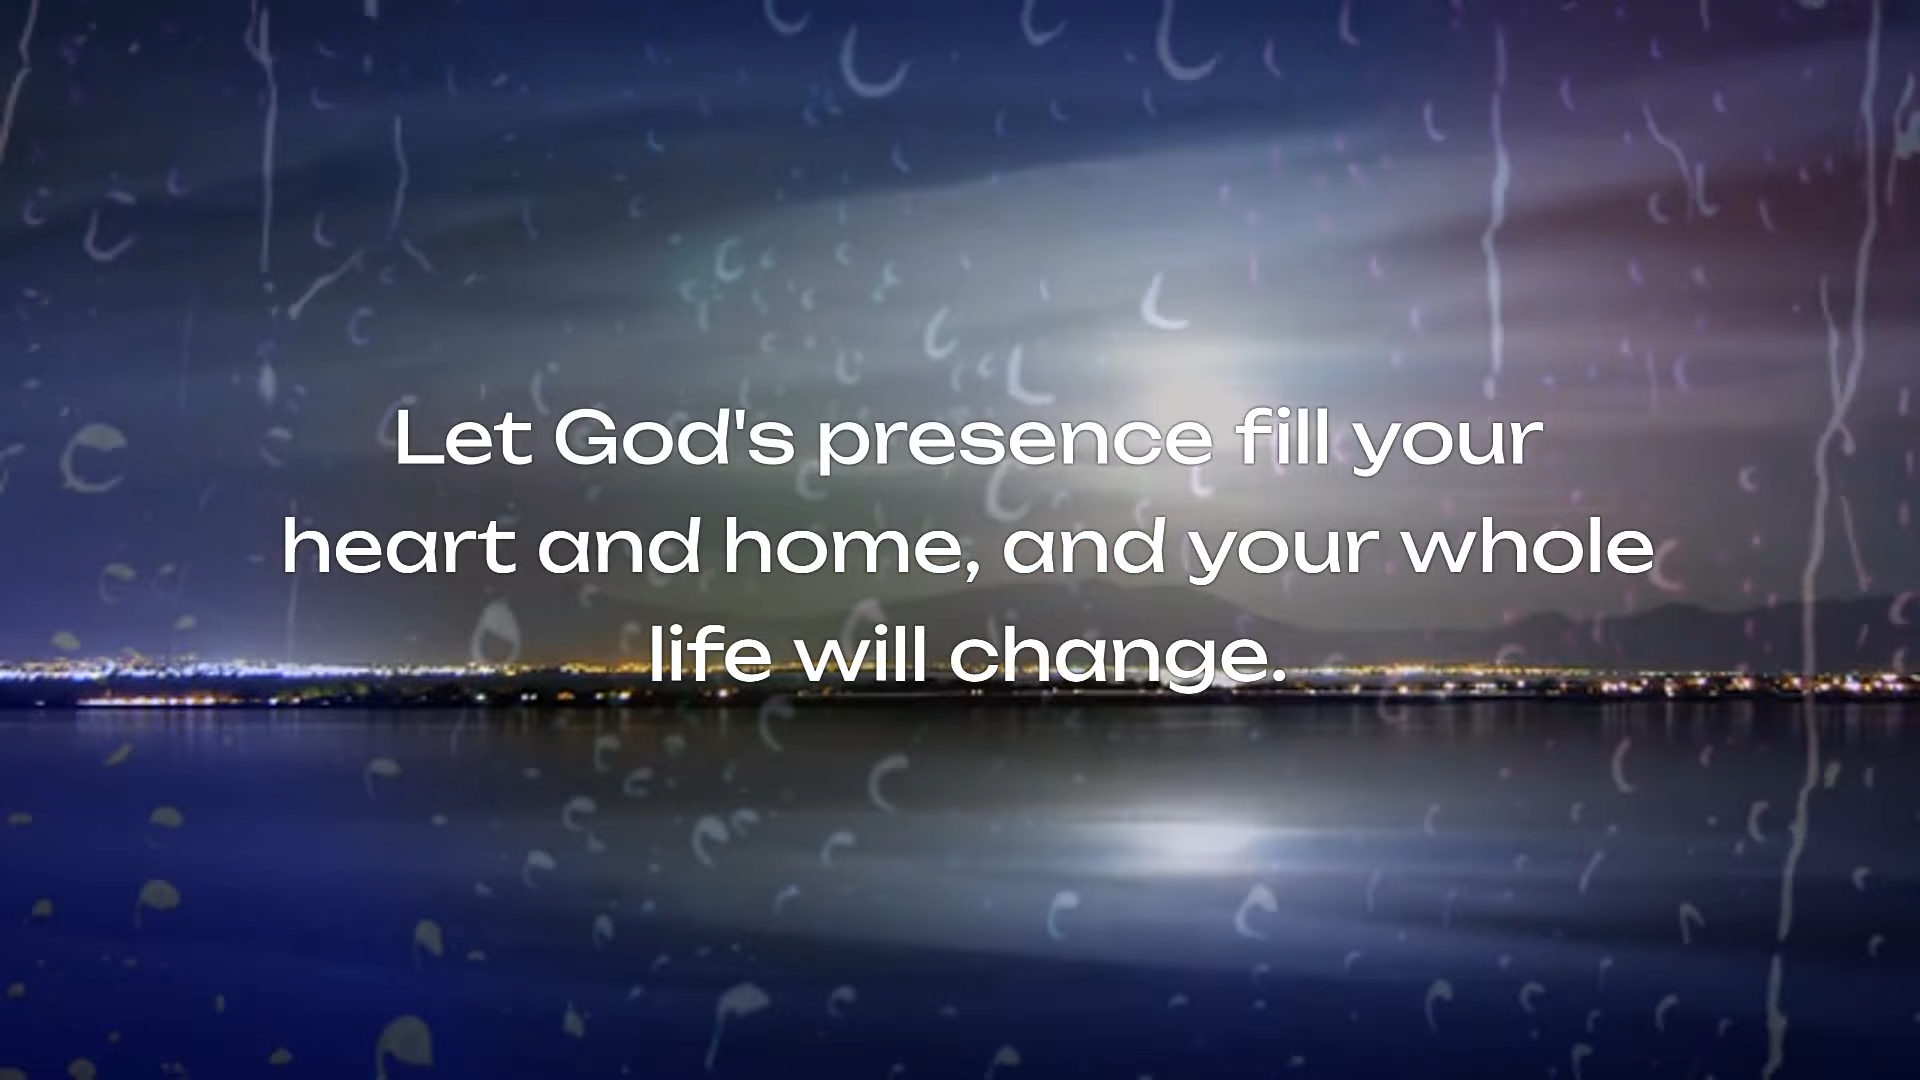 Let God's presence fill your
heart and home, and your whole
life will change.